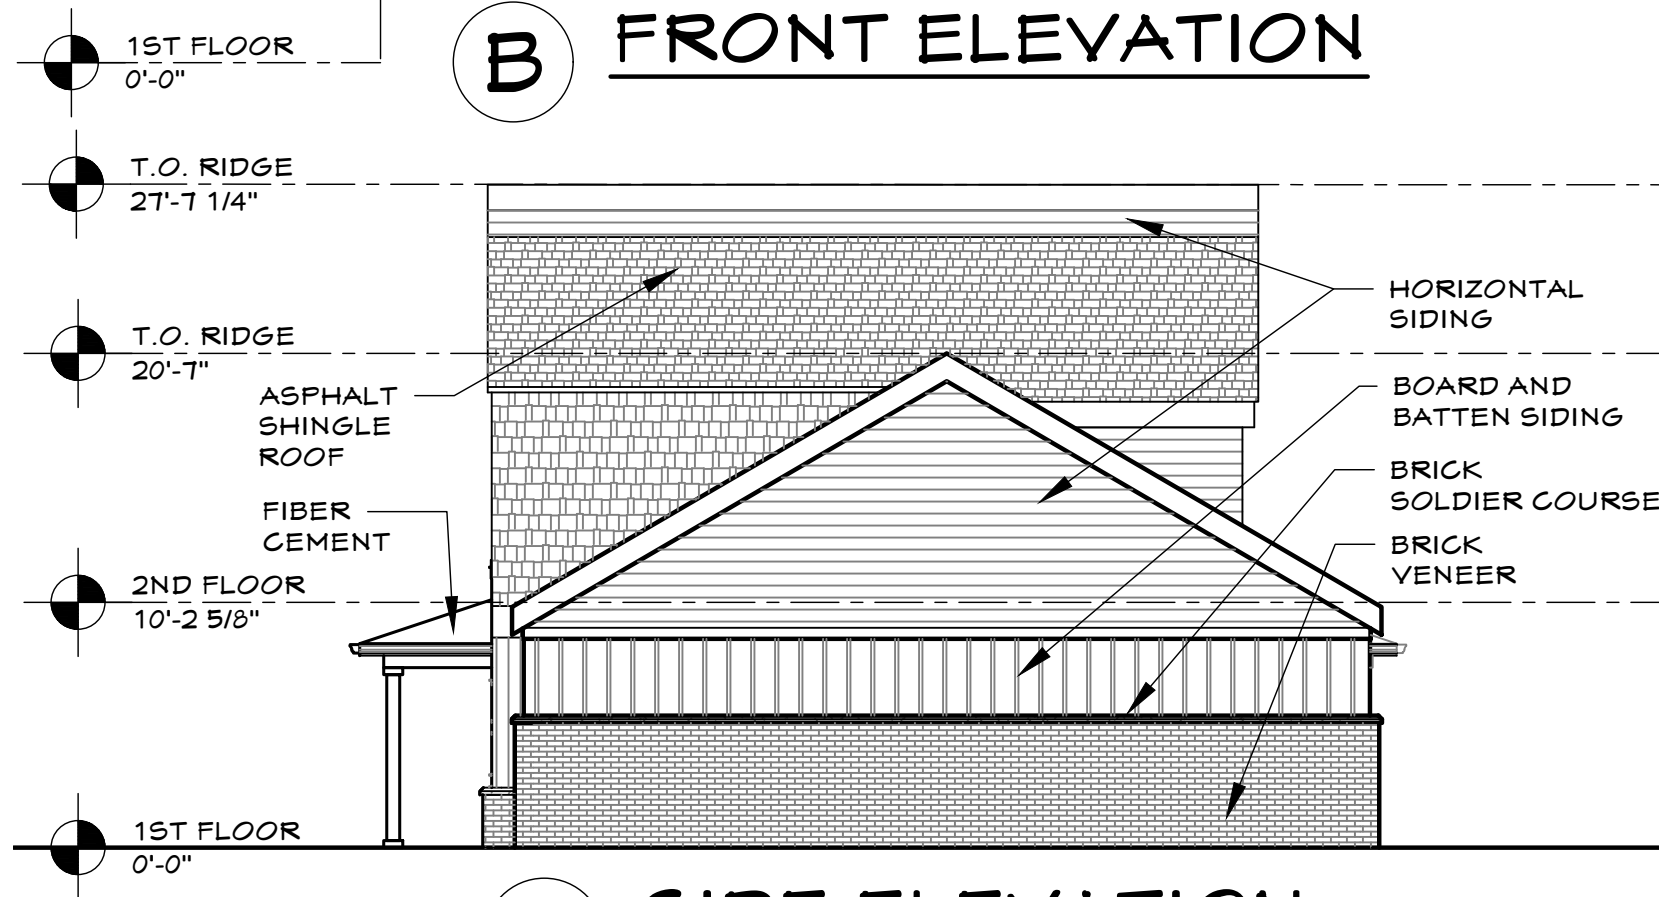 1ST FLOOR
0'-0"
B FRONT ELEVATION
T.O. RIDGE
27'-7 1/4"
T.O. RIDGE
20'-7"
HORIZONTAL
SIDING
ASPHALT
SHINGLE
ROOF
BOARD AND
BATTEN SIDING
BRICK
SOLDIER COURSE
FIBER
CEMENT
BRICK
VENEER
2ND FLOOR
10'-2 5/8"
1ST FLOOR
0'-0"
SIDE ELEVATION